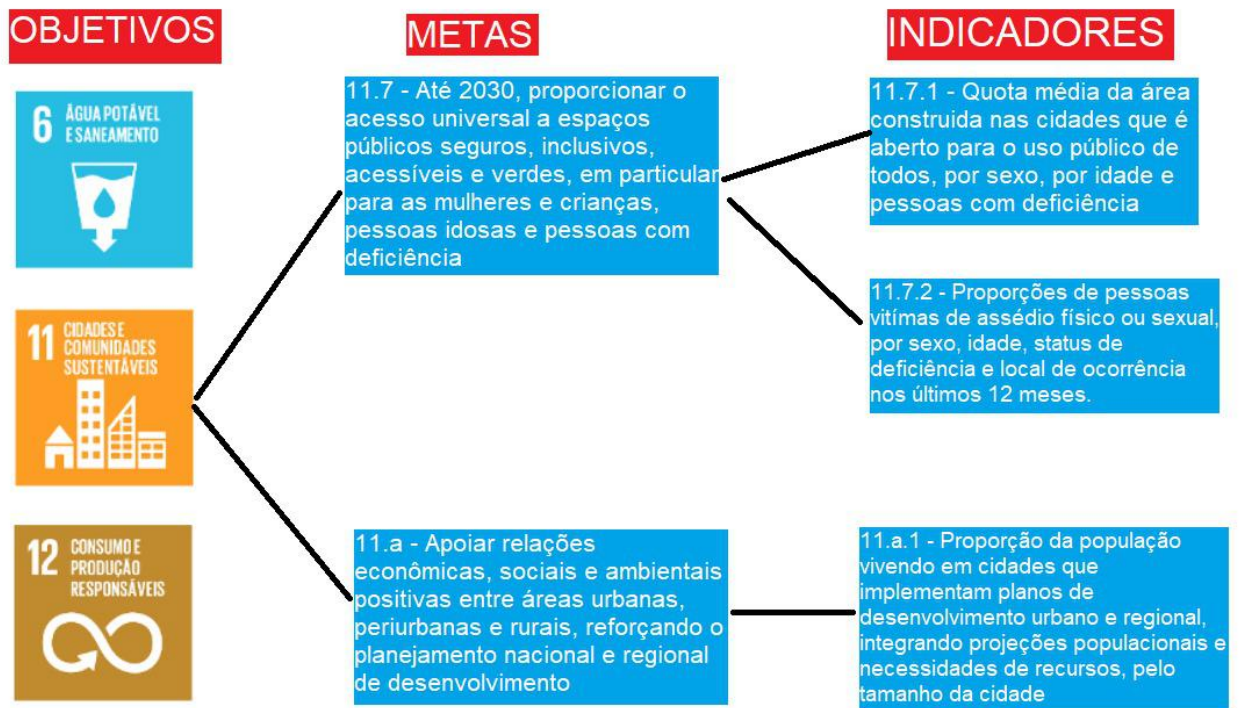 OBJETIVOS
METAS
INDICADORES
6 ÁGUA POTÁVEL
E SANEAMENTO
11 CIDADES E
COMUNIDADES
SUSTENTÁVEIS
12 CONSUMO E
PRODUÇÃO
RESPONSÁVEIS
11.7 - Até 2030, proporcionar o
acesso universal a espaços
públicos seguros, inclusivos,
acessíveis e verdes, em particular
para as mulheres e crianças,
pessoas idosas e pessoas com
deficiência
11.a - Apoiar relações
econômicas, sociais e ambientais
positivas entre áreas urbanas,
periurbanas e rurais, reforçando o
planejamento nacional e regional
de desenvolvimento
11.7.1 - Quota média da área
construida nas cidades que é
aberto para o uso público de
todos, por sexo, por idade e
pessoas com deficiência
11.7.2 - Proporções de pessoas
vitímas de assédio físico ou sexual,
por sexo, idade, status de
deficiência e local de ocorrência
nos últimos 12 meses.
11.a.1 - Proporção da população
vivendo em cidades que
implementam planos de
desenvolvimento urbano e regional,
integrando projeções populacionais e
necessidades de recursos, pelo
tamanho da cidade